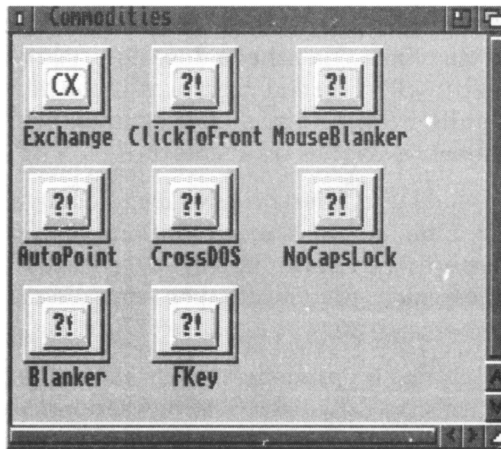 Commodities
CX ?! ?!
Exchange ClickToFront MouseBlanker
?! ?! ?!
AutoPoint CrossDOS NoCapsLock
?! ?!
Blanker FKey